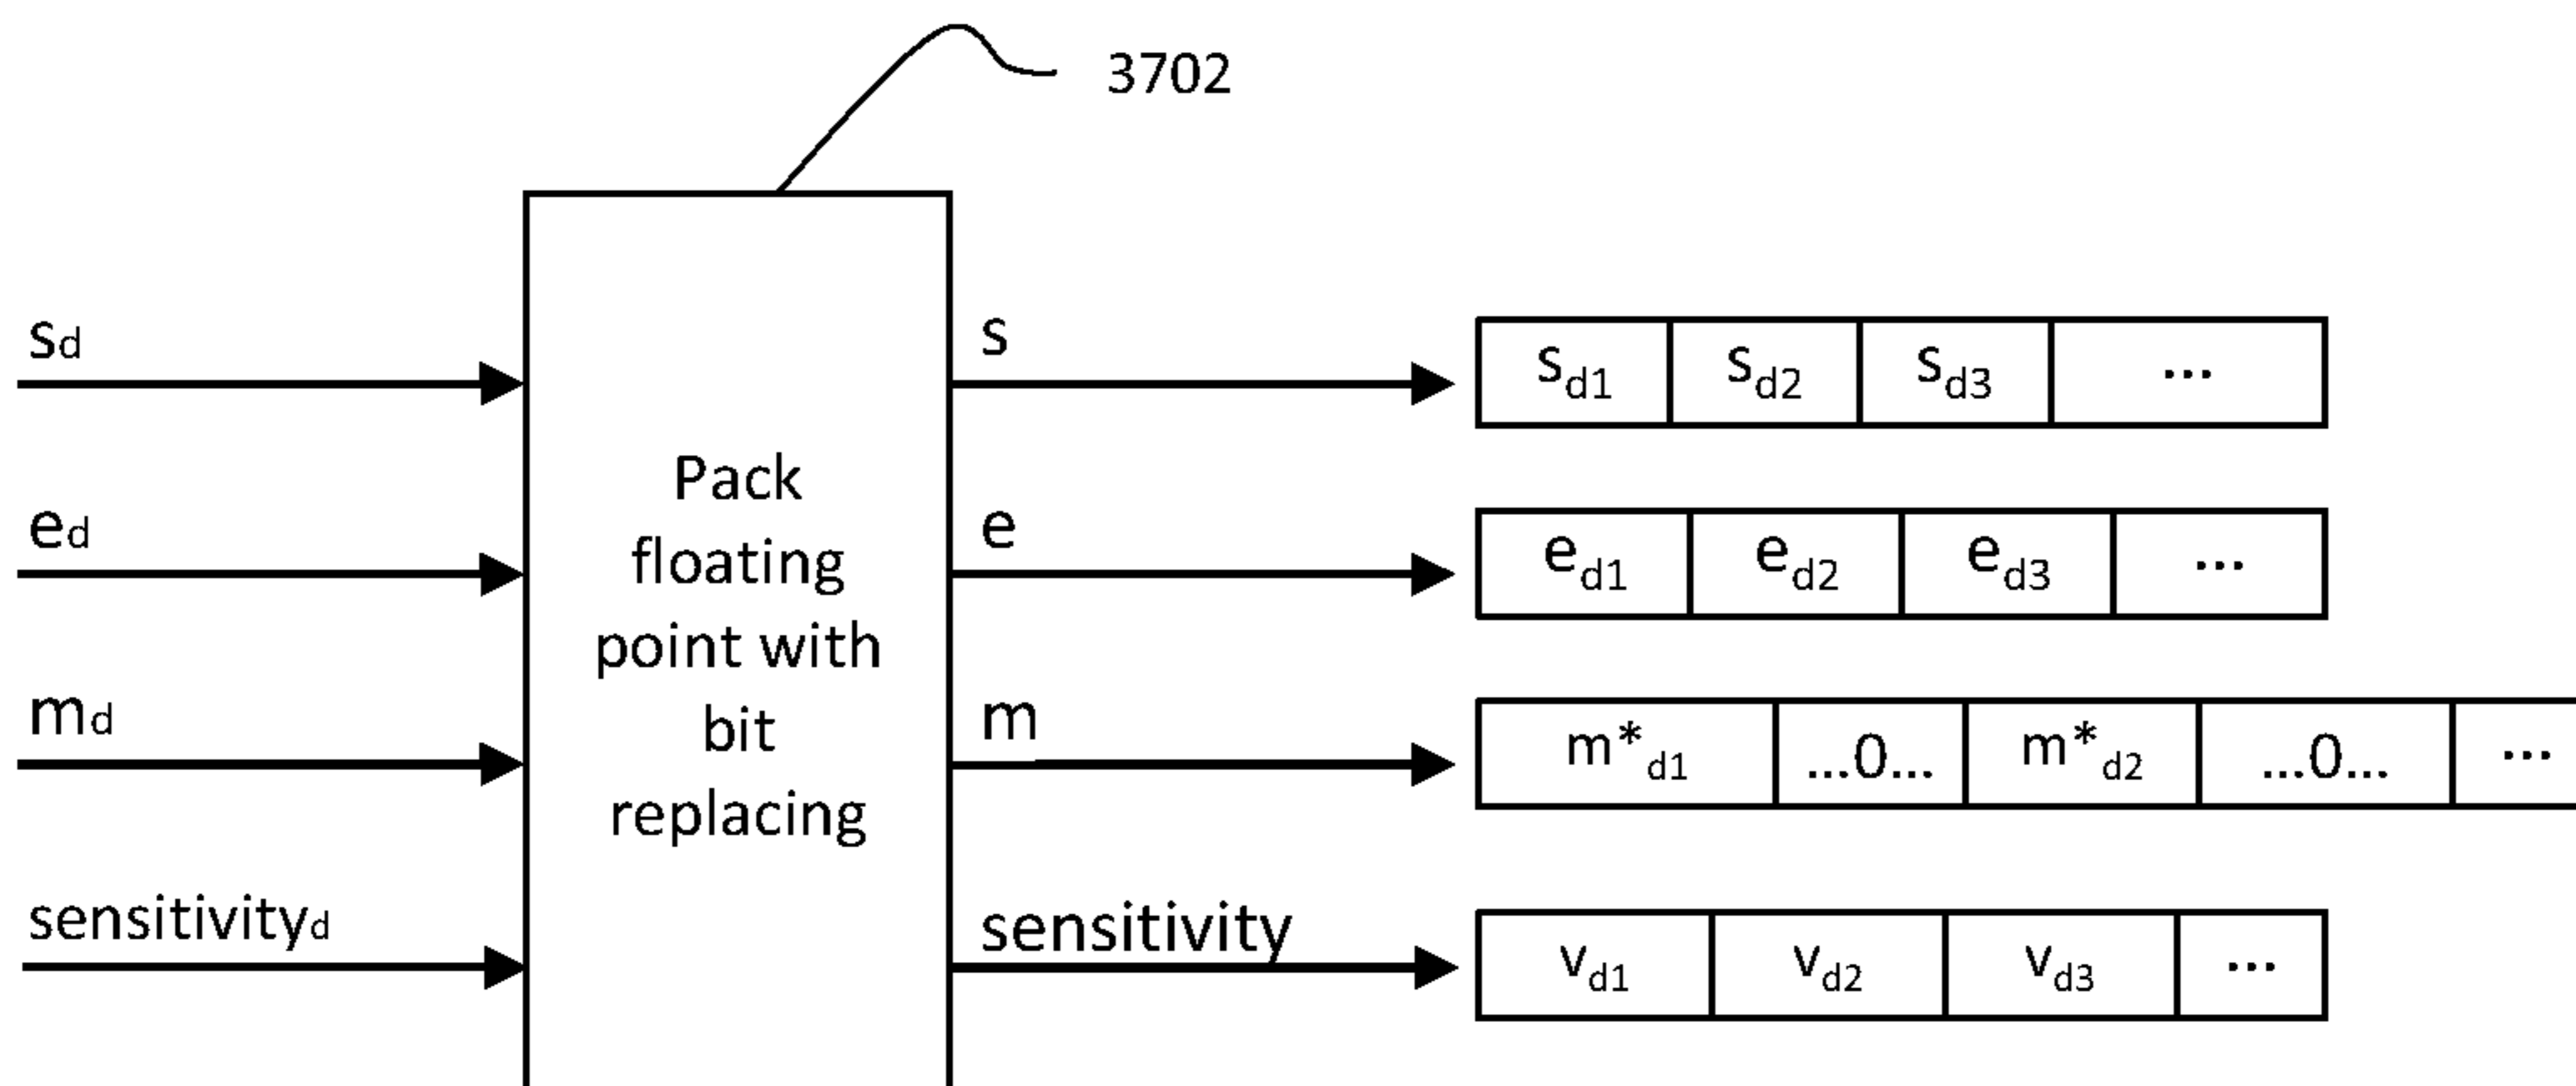 3702
sd
ed
md
sensitivityd
Pack
floating
point with
bit
replacing
s
e
m
sensitivity
sd1 sd2 sd3 ...
ed1 ed2 ed3 ...
m*d1 ...0... m*d2 ...0... ...
vd1 vd2 vd3 ...